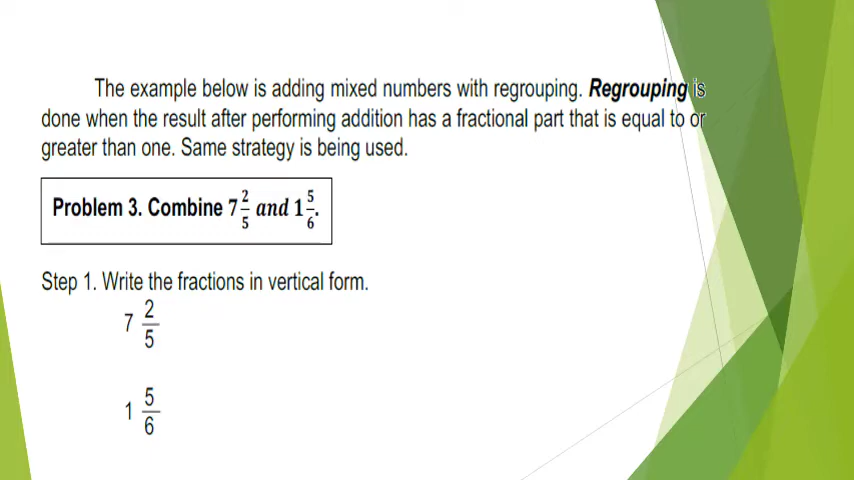 The example below is adding mixed numbers with regrouping. Regrouping is
done when the result after performing addition has a fractional part that is equal to or
greater than one. Same strategy is being used.
Problem 3. Combine 7 2/5 and 1 5/6.
Step 1. Write the fractions in vertical form.
7 2/5
1 5/6